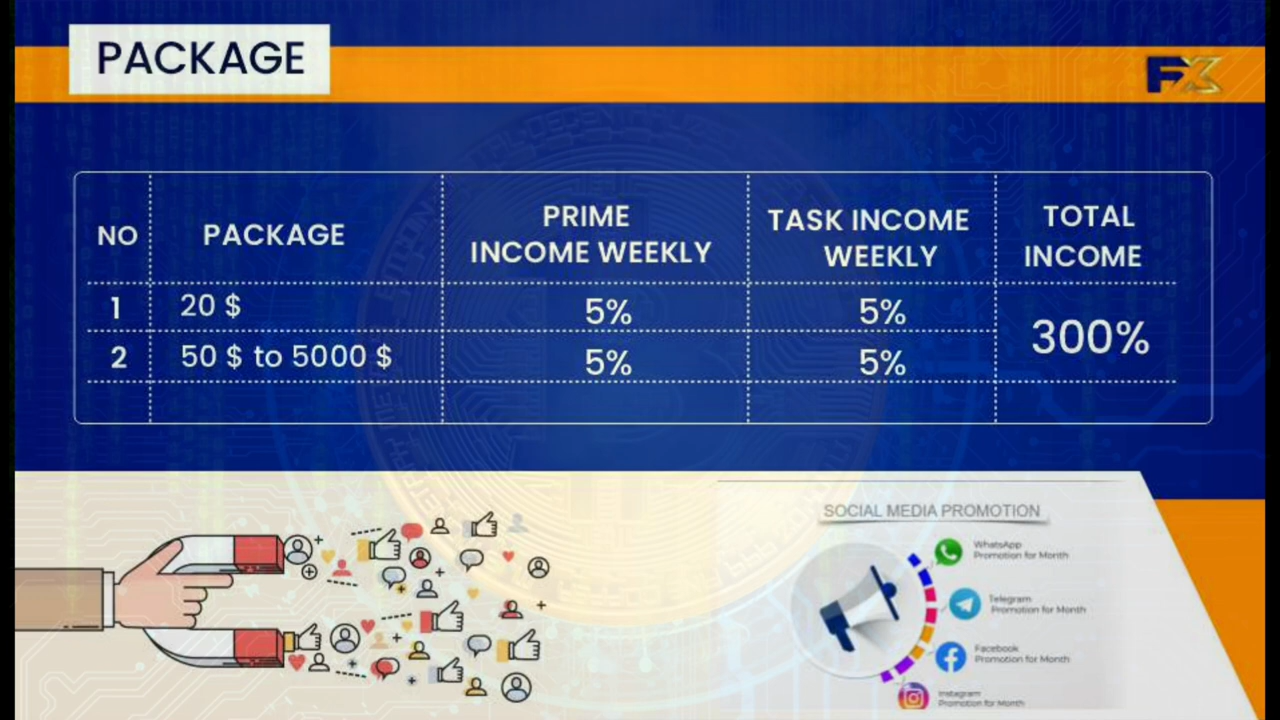 PACKAGE
FX
NO
PACKAGE
PRIME
INCOME WEEKLY
TASK INCOME
WEEKLY
TOTAL
INCOME
1
20 $
5%
5%
300%
2
50 $ to 5000 $
5%
5%
SOCIAL MEDIA PROMOTION
WhatsApp
Promotion for Month
Telegram
Promotion for Month
Facebook
Promotion for Month
Instagram
Promotion for Month